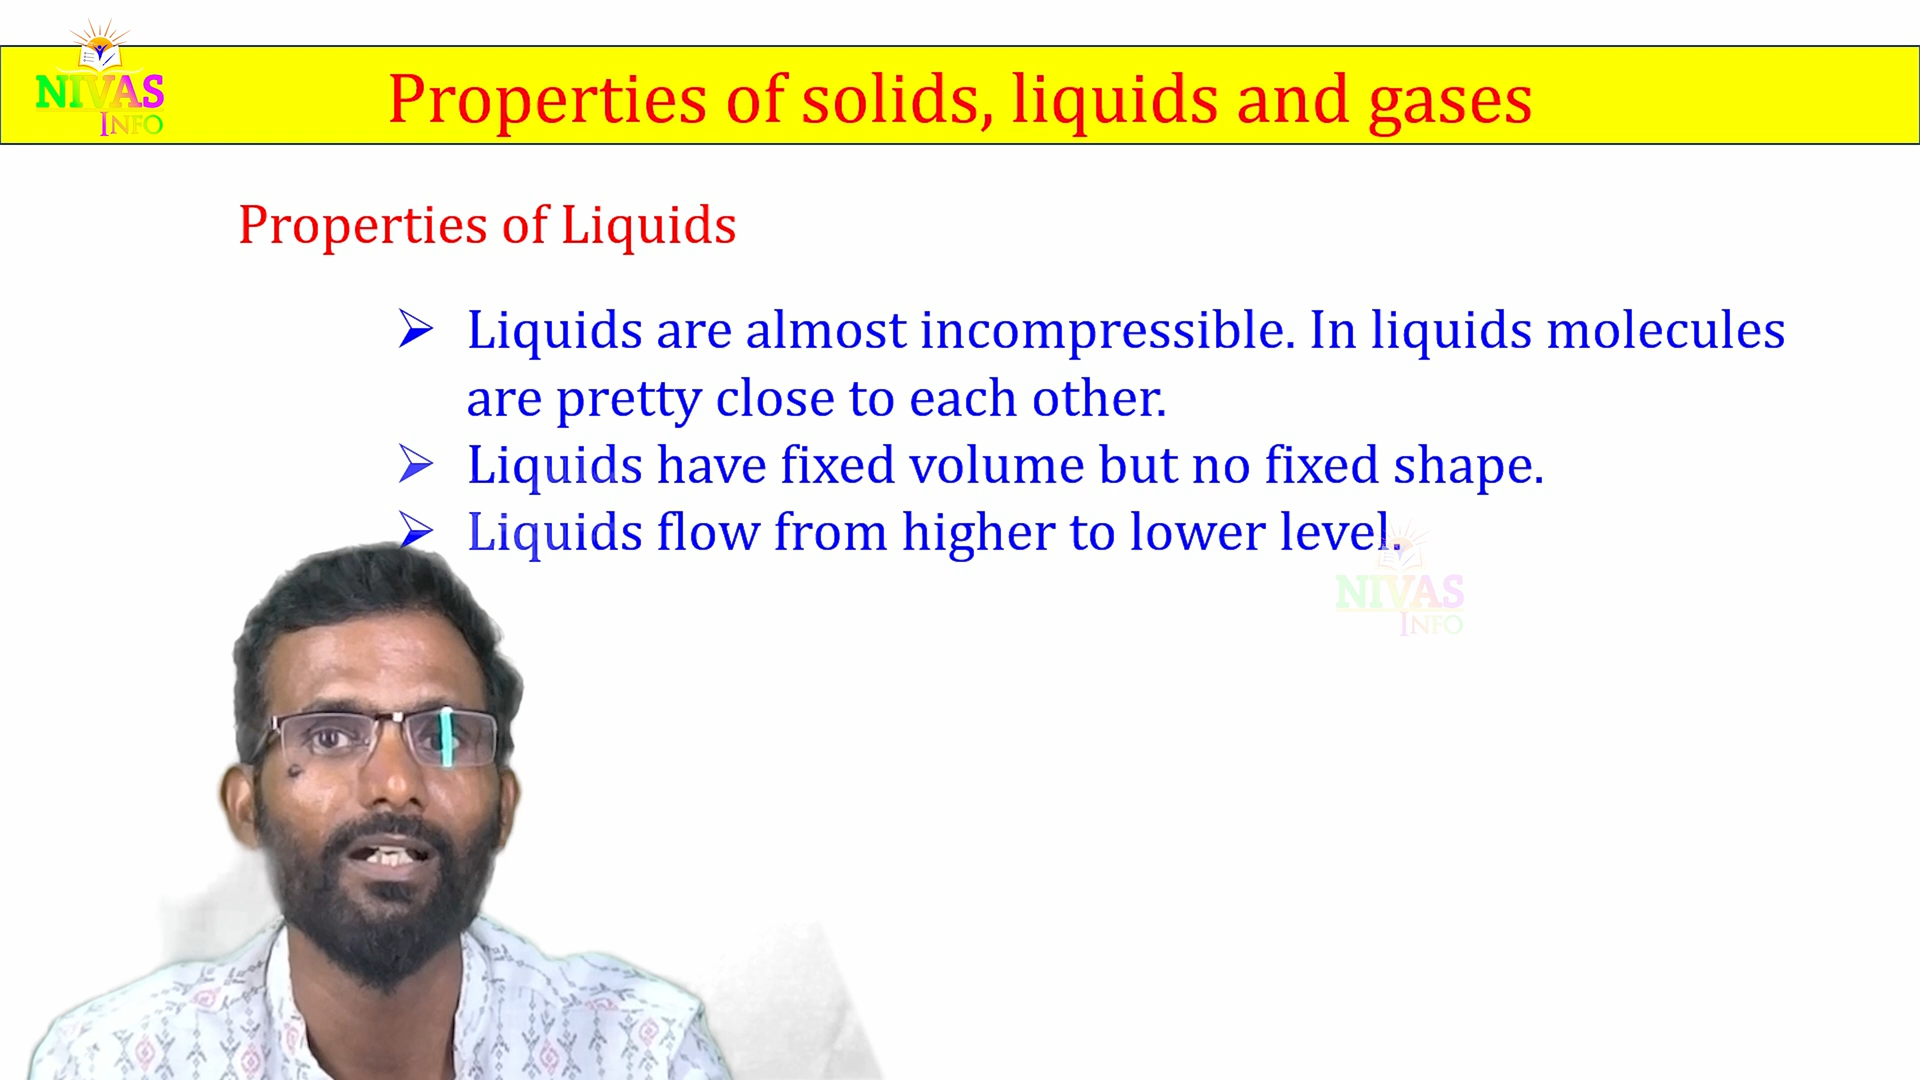 NIVAS
INFO
Properties of solids, liquids and gases
Properties of Liquids
➢ Liquids are almost incompressible. In liquids molecules
are pretty close to each other.
➢ Liquids have fixed volume but no fixed shape.
➢ Liquids flow from higher to lower level.
NIVAS
INFO